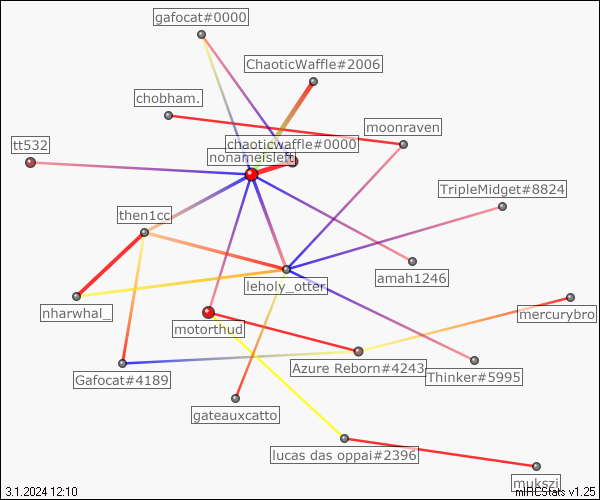 gafocat#0000
ChaoticWaffle#2006
chobham.
moonraven
tt532
chaoticwaffle#0000
TripleMidget#8824
then1cc
amah1246
leholy_otter
nharwhal_
mercurybro
motorthud
Azure Reborn#4243
Thinker#5995
Gafocat#4189
gateauxcatto
lucas das oppai#2396
mukszi
3.1.2024 12:10
mIRCStats v1.25